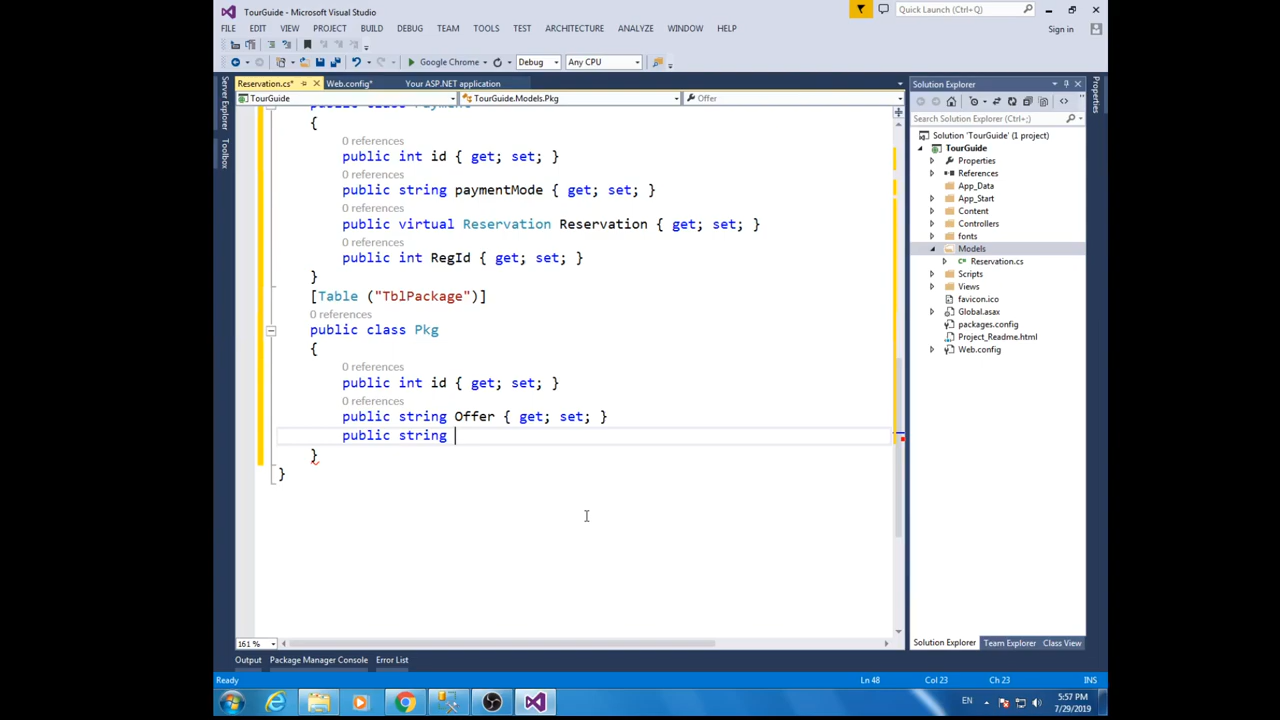 TourGuide - Microsoft Visual Studio
Quick Launch (Ctrl+Q)
FILE EDIT VIEW PROJECT BUILD DEBUG TEAM TOOLS TEST ARCHITECTURE ANALYZE WINDOW HELP
Sign in
Google Chrome Debug Any CPU
Reservation.cs* Web.config* Your ASP.NET application
Solution Explorer
TourGuide TourGuide.Models.Pkg Offer
Server Explorer
Toolbox
{
0 references
public int id { get; set; }
0 references
public string paymentMode { get; set; }
0 references
public virtual Reservation Reservation { get; set; }
0 references
public int RegId { get; set; }
}
[Table ("TblPackage")]
0 references
public class Pkg
{
0 references
public int id { get; set; }
0 references
public string Offer { get; set; }
public string
}
}
161 %
Search Solution Explorer (Ctrl+;)
Solution 'TourGuide' (1 project)
TourGuide
Properties
References
App_Data
App_Start
Content
Controllers
fonts
Models
Reservation.cs
Scripts
Views
favicon.ico
Global.asax
packages.config
Project_Readme.html
Web.config
Properties
Solution Explorer Team Explorer Class View
Output Package Manager Console Error List
Ready Ln 48 Col 23 Ch 23 INS
EN
5:57 PM
7/29/2019